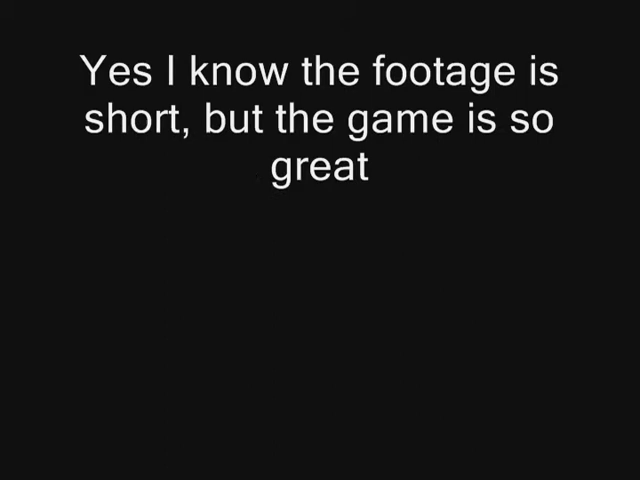 Yes I know the footage is
short, but the game is so
great